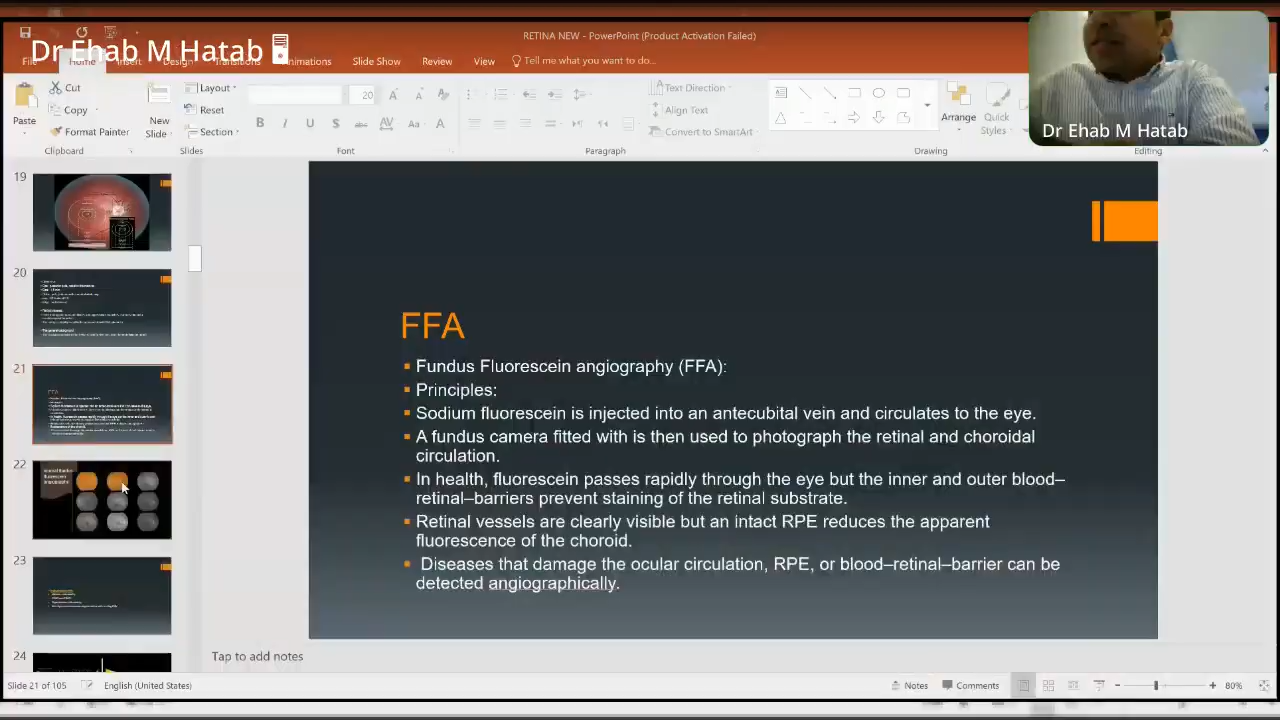 RETINA NEW - PowerPoint (Product Activation Failed)
Dr Ehab M Hatab
File Home Insert Design Transitions Animations Slide Show Review View Tell me what you want to do...
Paste
Cut
Copy
Format Painter
Clipboard
New Slide
Layout
Reset
Section
Slides
20
B I U S abc AV Aa A
Font
Text Direction
Align Text
Convert to SmartArt
Paragraph
Arrange
Quick Styles
Drawing
Editing
Dr Ehab M Hatab
19
20
21
22
23
24
FFA
Fundus Fluorescein angiography (FFA):
Principles:
Sodium fluorescein is injected into an antecubital vein and circulates to the eye.
A fundus camera fitted with is then used to photograph the retinal and choroidal
circulation.
In health, fluorescein passes rapidly through the eye but the inner and outer blood–
retinal–barriers prevent staining of the retinal substrate.
Retinal vessels are clearly visible but an intact RPE reduces the apparent
fluorescence of the choroid.
Diseases that damage the ocular circulation, RPE, or blood–retinal–barrier can be
detected angiographically.
Tap to add notes
Slide 21 of 105 English (United States) Notes Comments 80%